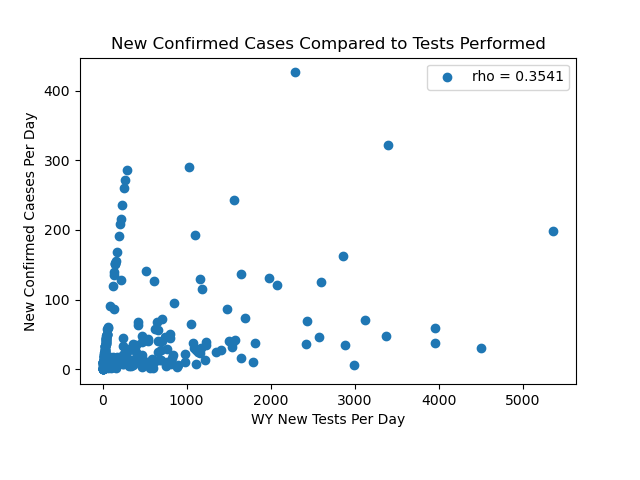 New Confirmed Cases Compared to Tests Performed
rho = 0.3541
New Confirmed Caeses Per Day
400
300
200
100
0
0 1000 2000 3000 4000 5000
WY New Tests Per Day